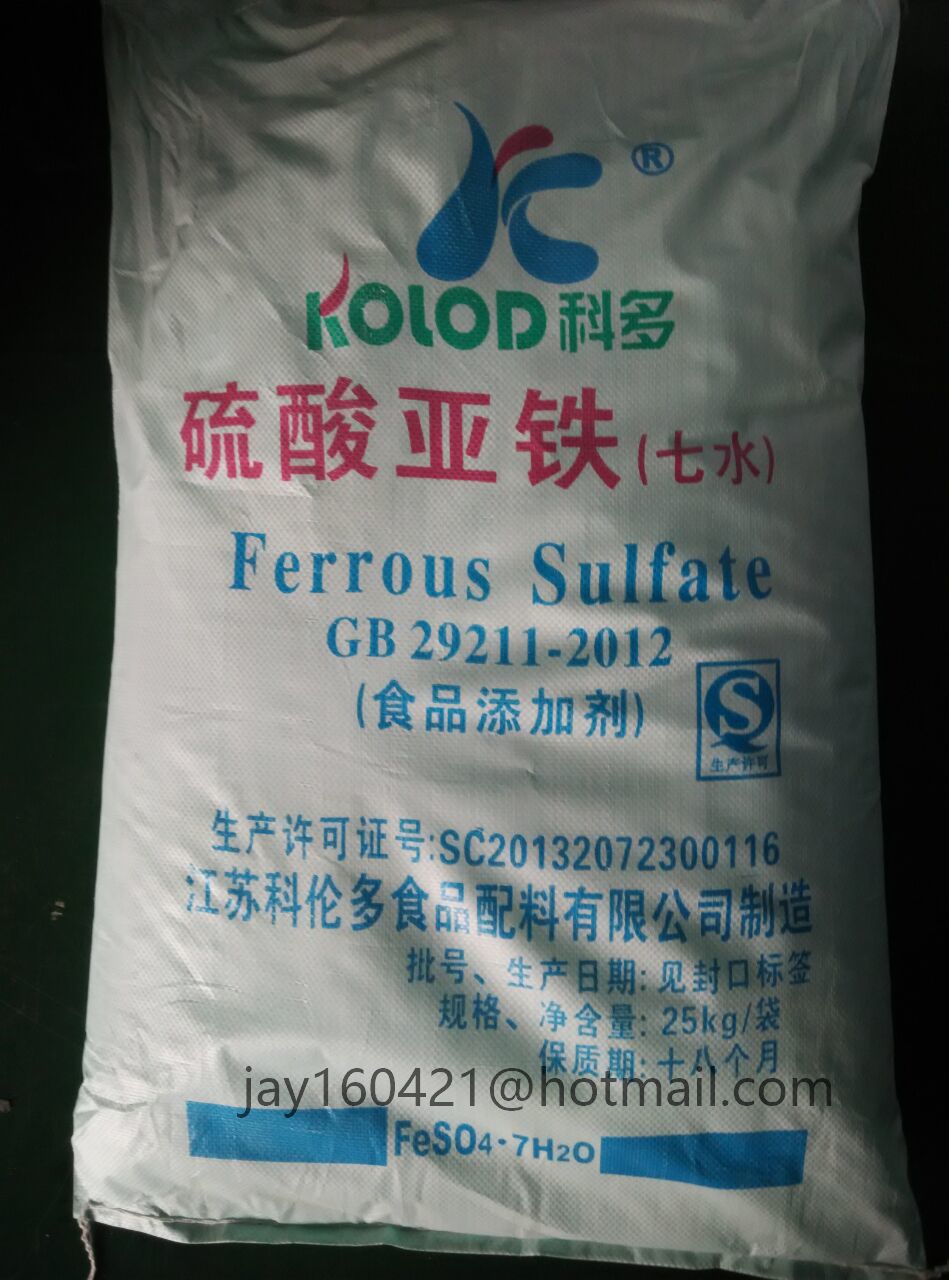 ®
KOLOD科多
硫酸亚铁(七水)
Ferrous Sulfate
GB 29211-2012
(食品添加剂)
生产许可
生产许可证号:SC20132072300116
江苏科伦多食品配料有限公司制造
批号、生产日期: 见封口标签
规格、净含量: 25kg/袋
保质期: 十八个月
jay160421@hotmail.com
FeSO4·7H2O